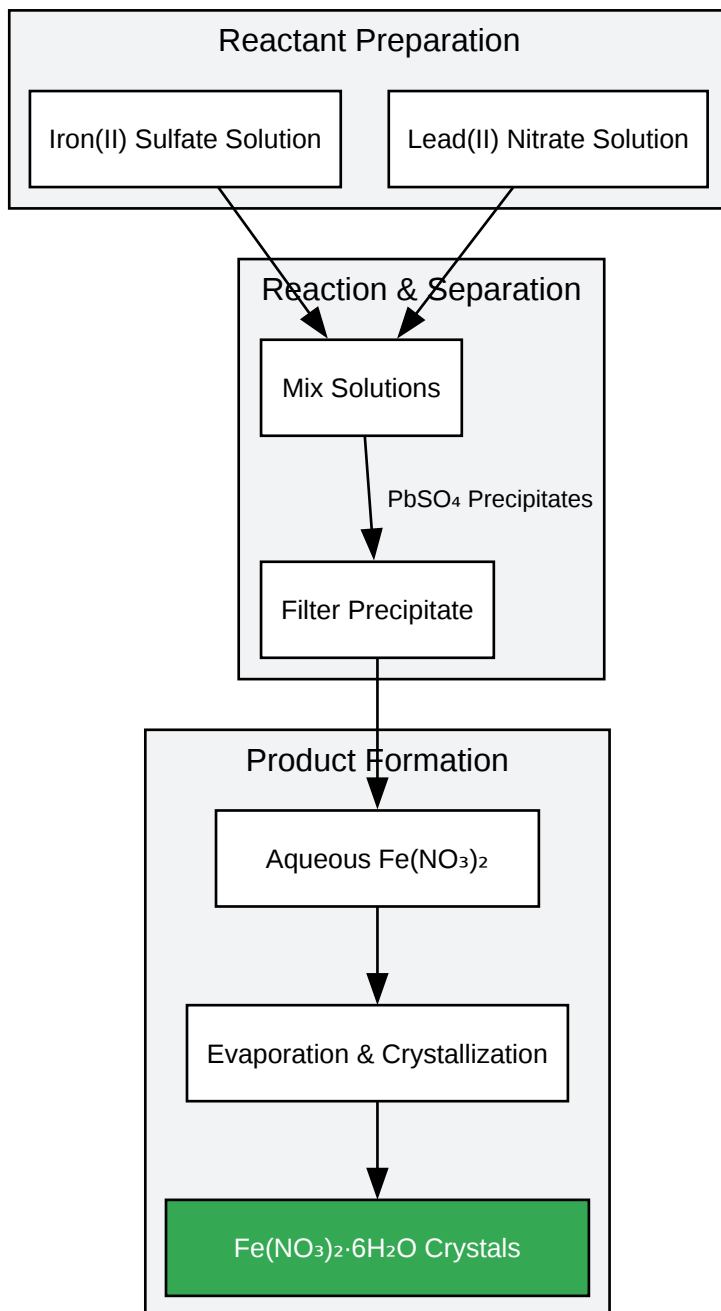 Reactant Preparation
Iron(II) Sulfate Solution
Lead(II) Nitrate Solution
Reaction & Separation
Mix Solutions
PbSO₄ Precipitates
Filter Precipitate
Product Formation
Aqueous Fe(NO₃)₂
Evaporation & Crystallization
Fe(NO₃)₂·6H₂O Crystals